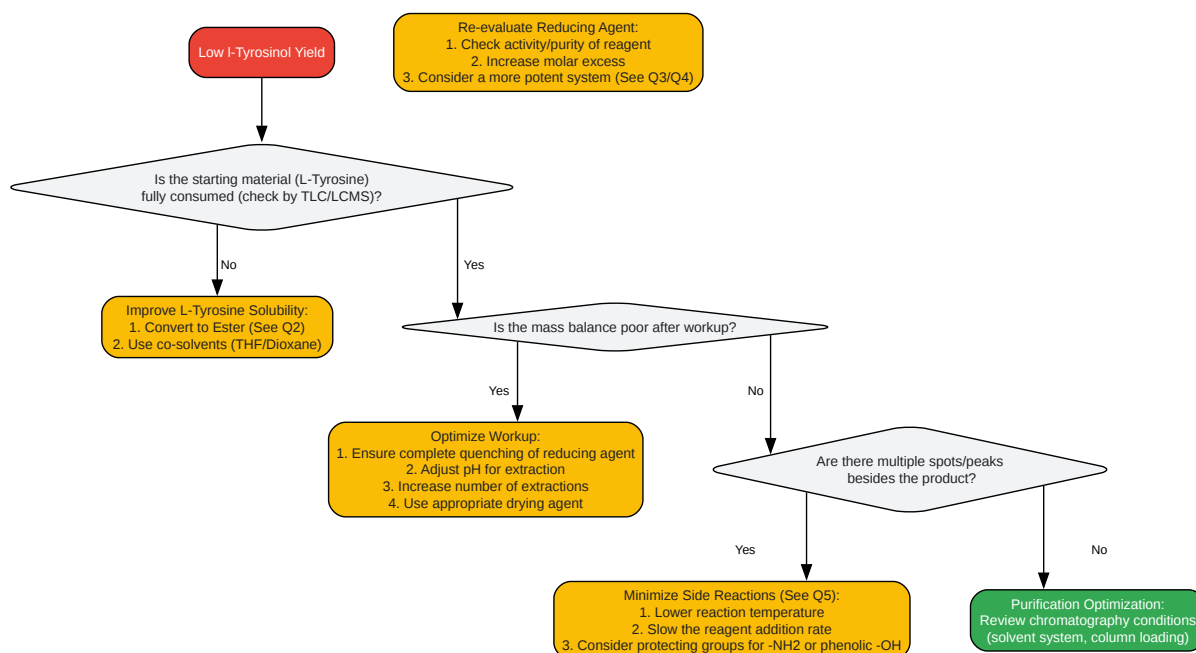 Low l-Tyrosinol Yield
Re-evaluate Reducing Agent:
1. Check activity/purity of reagent
2. Increase molar excess
3. Consider a more potent system (See Q3/Q4)
Is the starting material (L-Tyrosine)
fully consumed (check by TLC/LCMS)?
No
Yes
Improve L-Tyrosine Solubility:
1. Convert to Ester (See Q2)
2. Use co-solvents (THF/Dioxane)
Is the mass balance poor after workup?
Yes
No
Optimize Workup:
1. Ensure complete quenching of reducing agent
2. Adjust pH for extraction
3. Increase number of extractions
4. Use appropriate drying agent
Are there multiple spots/peaks
besides the product?
Yes
No
Minimize Side Reactions (See Q5):
1. Lower reaction temperature
2. Slow the reagent addition rate
3. Consider protecting groups for -NH2 or phenolic -OH
Purification Optimization:
Review chromatography conditions
(solvent system, column loading)